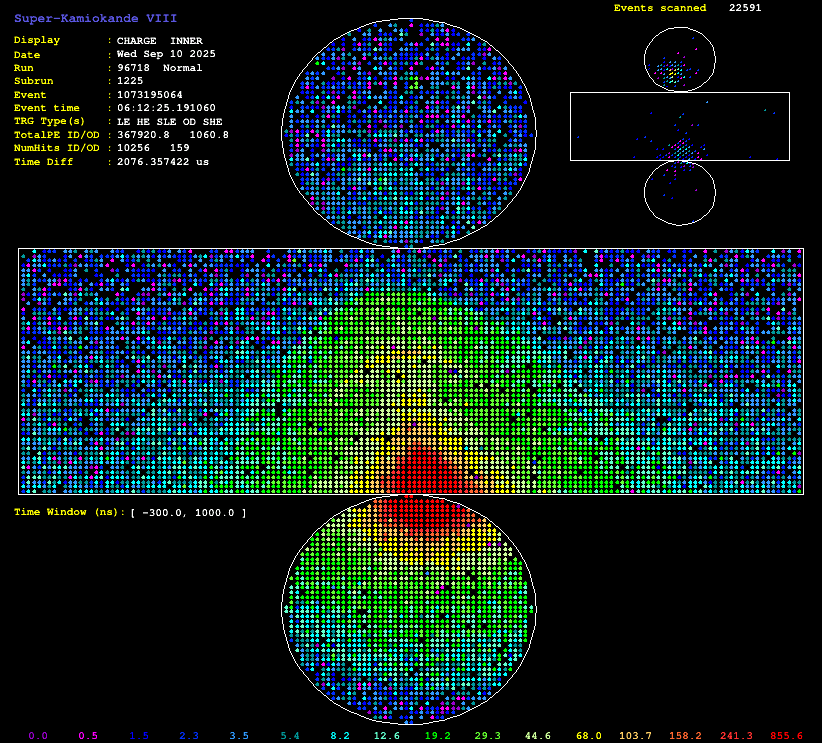 Super-Kamiokande VIII
Events scanned 22591
Display : CHARGE INNER
Date : Wed Sep 10 2025
Run : 96718 Normal
Subrun : 1225
Event : 1073195064
Event time : 06:12:25.191060
TRG Type(s) : LE HE SLE OD SHE
TotalPE ID/OD : 367920.8 1060.8
NumHits ID/OD : 10256 159
Time Diff : 2076.357422 us
Time Window (ns): [ -300.0, 1000.0 ]
0.0 0.5 1.5 2.3 3.5 5.4 8.2 12.6 19.2 29.3 44.6 68.0 103.7 158.2 241.3 855.6